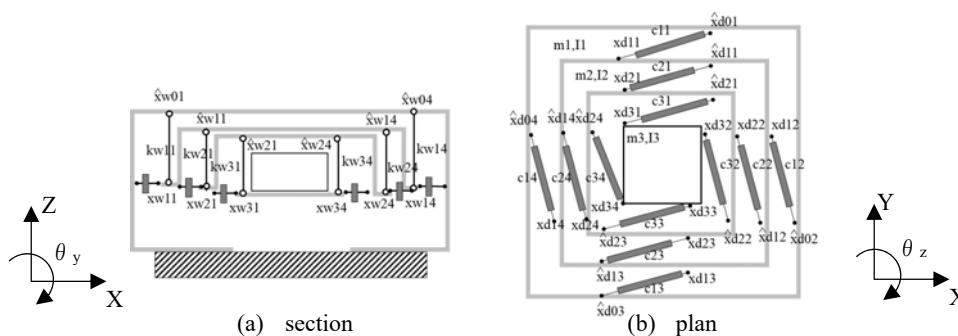 x̂w01
x̂w04
x̂w11
x̂w14
x̂w21
x̂w24
kw11
kw21
kw31
kw34
kw24
kw14
xw11
xw21
xw31
xw34
xw24
xw14
Z
θy
X
(a) section
x̂d01
c11
xd11
m1,I1
x̂d11
c21
m2,I2
xd21
x̂d21
c31
xd31
x̂d04
x̂d14
x̂d24
m3,I3
xd32
xd22
xd12
c14
c24
c34
c32
c22
c12
xd34
xd33
xd14
xd24
c33
x̂d22
x̂d12
x̂d02
x̂d23
xd23
c23
x̂d13
xd13
c13
x̂d03
Y
θz
X
(b) plan